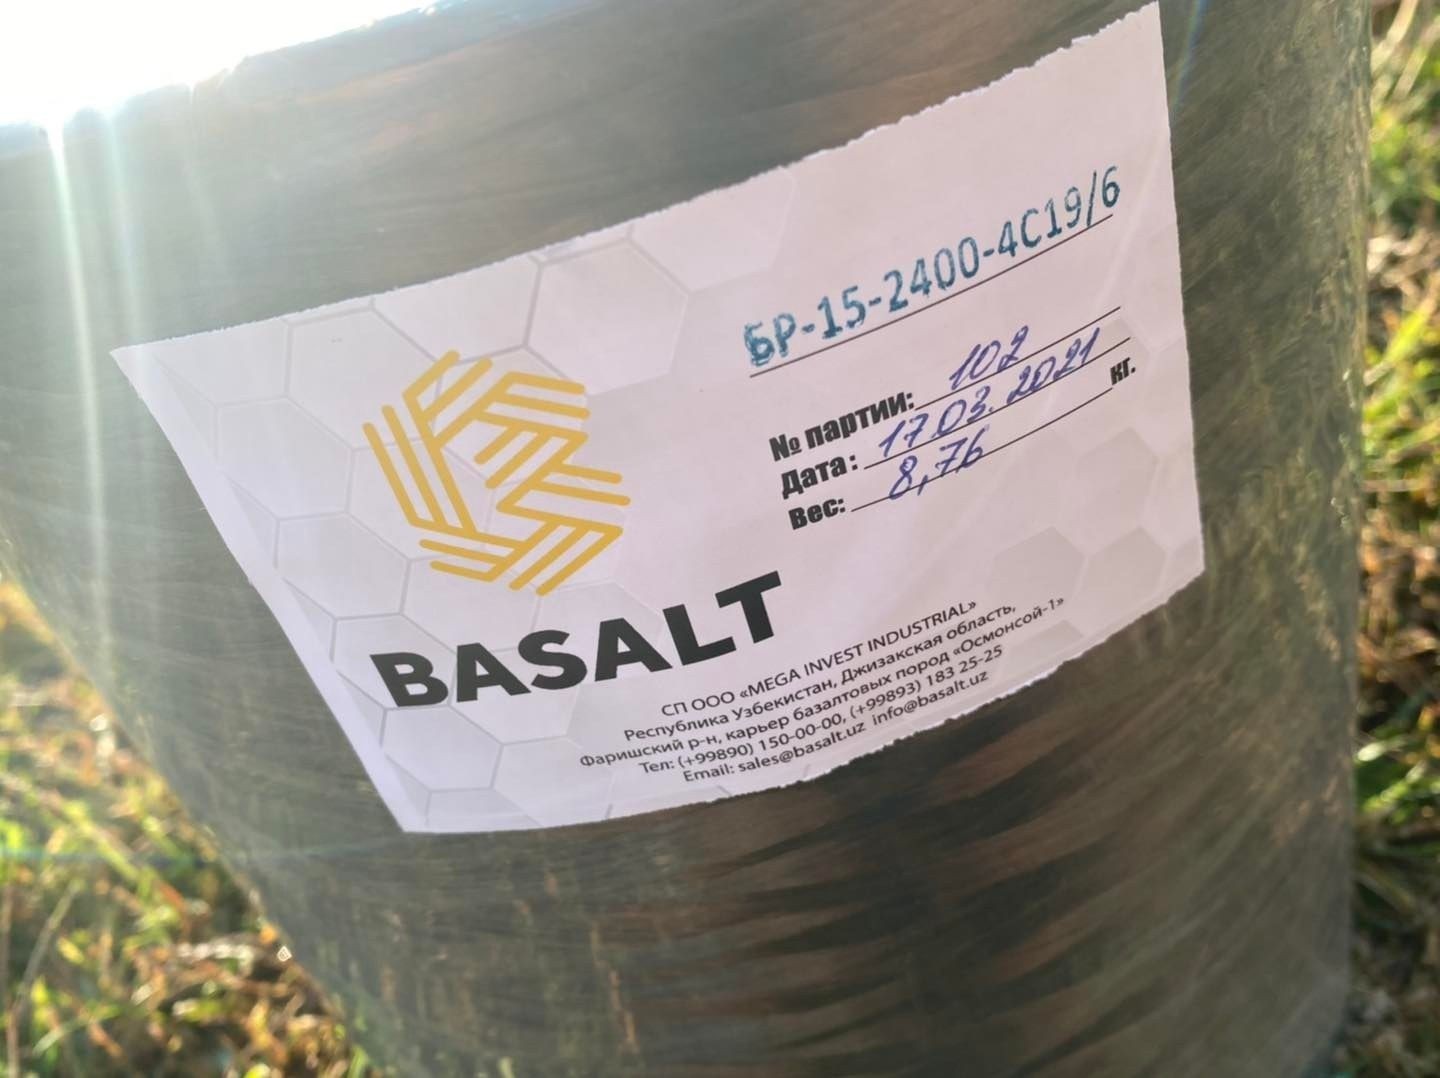 БР-15-2400-4С19/6
№ партии: 102
Дата: 17.03.2021
Вес: 8,76 кг.
BASALT
СП ООО «MEGA INVEST INDUSTRIAL»
Республика Узбекистан, Джизакская область,
Фаришский р-н, карьер базалтовых пород «Осмонсой-1»
Тел: (+99890) 150-00-00, (+99893) 183 25-25
Email: sales@basalt.uz info@basalt.uz